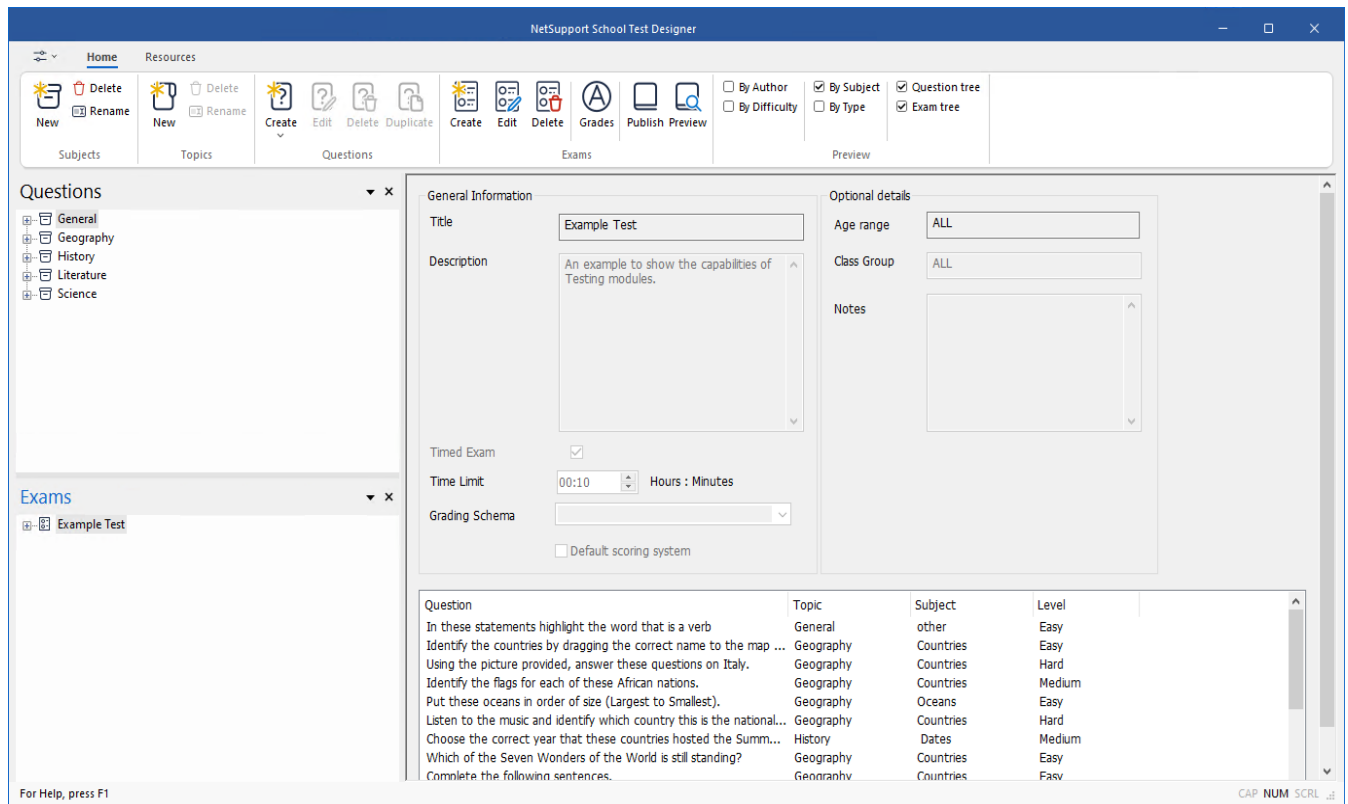 NetSupport School Test Designer
Home Resources
New Delete Rename
Subjects
New Delete Rename
Topics
Create Edit Delete Duplicate
Questions
Create Edit Delete Grades Publish Preview
Exams
By Author By Subject Question tree
By Difficulty By Type Exam tree
Preview
Questions
General
Geography
History
Literature
Science
Exams
Example Test
General Information
Title Example Test
Description An example to show the capabilities of
Testing modules.
Timed Exam
Time Limit 00:10 Hours : Minutes
Grading Schema
Default scoring system
Optional details
Age range ALL
Class Group ALL
Notes
Question Topic Subject Level
In these statements highlight the word that is a verb General other Easy
Identify the countries by dragging the correct name to the map ... Geography Countries Easy
Using the picture provided, answer these questions on Italy. Geography Countries Hard
Identify the flags for each of these African nations. Geography Countries Medium
Put these oceans in order of size (Largest to Smallest). Geography Oceans Easy
Listen to the music and identify which country this is the national... Geography Countries Hard
Choose the correct year that these countries hosted the Summ... History Dates Medium
Which of the Seven Wonders of the World is still standing? Geography Countries Easy
Complete the following sentences. Geography Countries Easy
For Help, press F1 CAP NUM SCRL